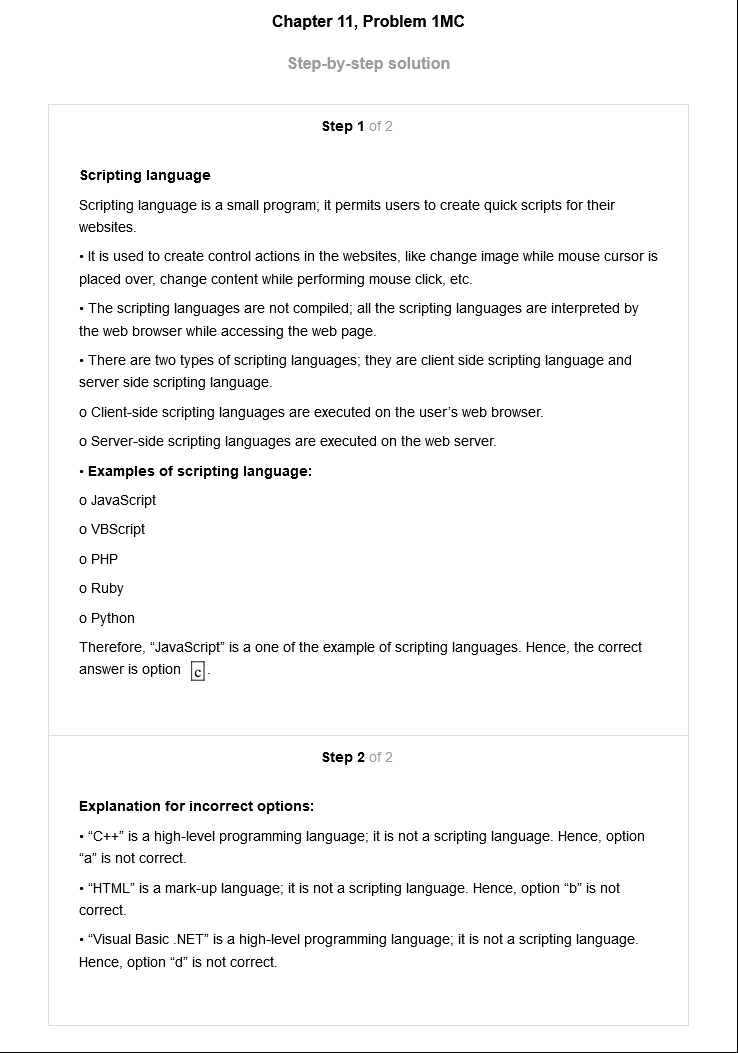 Chapter 11, Problem 1MC
Step-by-step solution
Step 1 of 2
Scripting language
Scripting language is a small program; it permits users to create quick scripts for their
websites.
• It is used to create control actions in the websites, like change image while mouse cursor is
placed over, change content while performing mouse click, etc.
• The scripting languages are not compiled; all the scripting languages are interpreted by
the web browser while accessing the web page.
• There are two types of scripting languages; they are client side scripting language and
server side scripting language.
o Client-side scripting languages are executed on the user’s web browser.
o Server-side scripting languages are executed on the web server.
• Examples of scripting language:
o JavaScript
o VBScript
o PHP
o Ruby
o Python
Therefore, “JavaScript” is a one of the example of scripting languages. Hence, the correct
answer is option c.
Step 2 of 2
Explanation for incorrect options:
• “C++” is a high-level programming language; it is not a scripting language. Hence, option
“a” is not correct.
• “HTML” is a mark-up language; it is not a scripting language. Hence, option “b” is not
correct.
• “Visual Basic .NET” is a high-level programming language; it is not a scripting language.
Hence, option “d” is not correct.